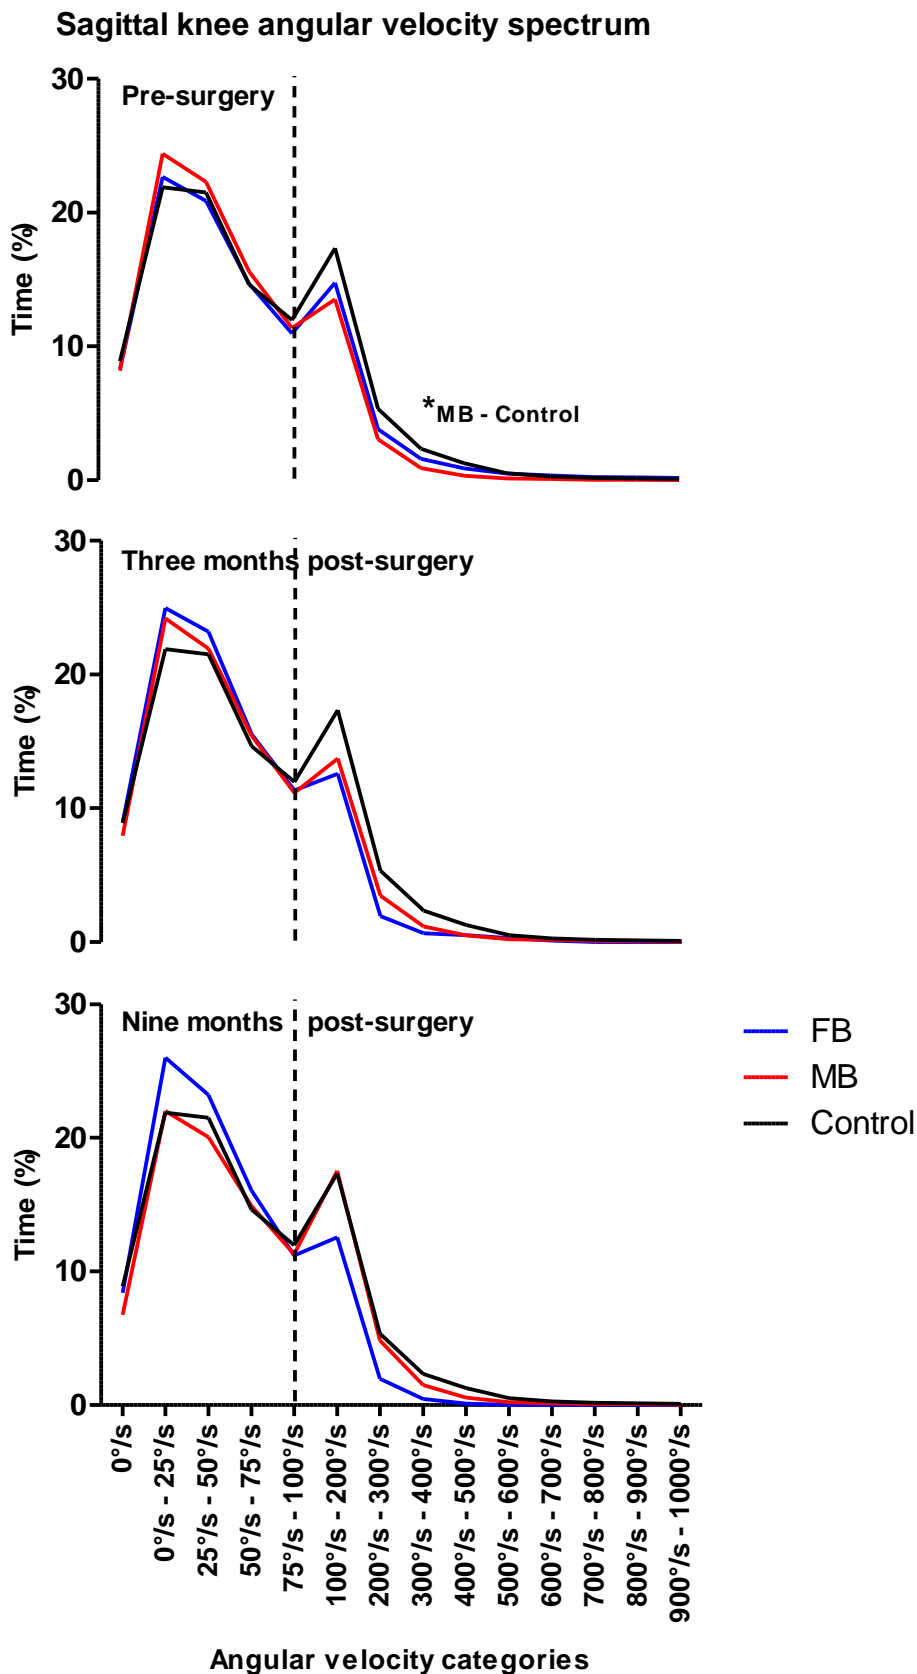 Sagittal knee angular velocity spectrum
30
Pre-surgery
20
Time (%)
10
*MB - Control
0
30
Three months post-surgery
20
Time (%)
10
0
30
Nine months post-surgery
20
Time (%)
10
0
FB
MB
Control
0°/s
0°/s - 25°/s
25°/s - 50°/s
50°/s - 75°/s
75°/s - 100°/s
100°/s - 200°/s
200°/s - 300°/s
300°/s - 400°/s
400°/s - 500°/s
500°/s - 600°/s
600°/s - 700°/s
700°/s - 800°/s
800°/s - 900°/s
900°/s - 1000°/s
Angular velocity categories